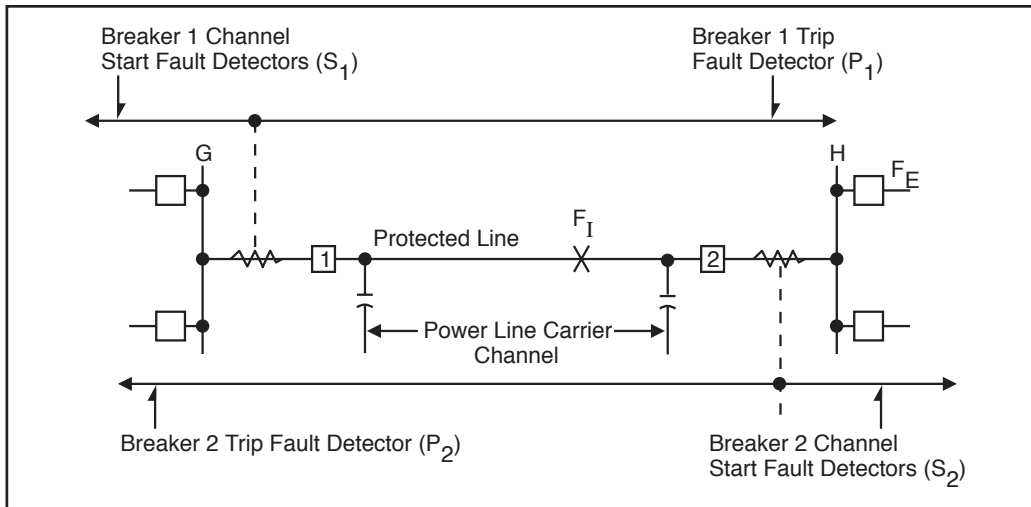 Breaker 1 Channel
Start Fault Detectors (S1)
Breaker 1 Trip
Fault Detector (P1)
G
H
FE
FI
Protected Line
1
2
Power Line Carrier
Channel
Breaker 2 Trip Fault Detector (P2)
Breaker 2 Channel
Start Fault Detectors (S2)